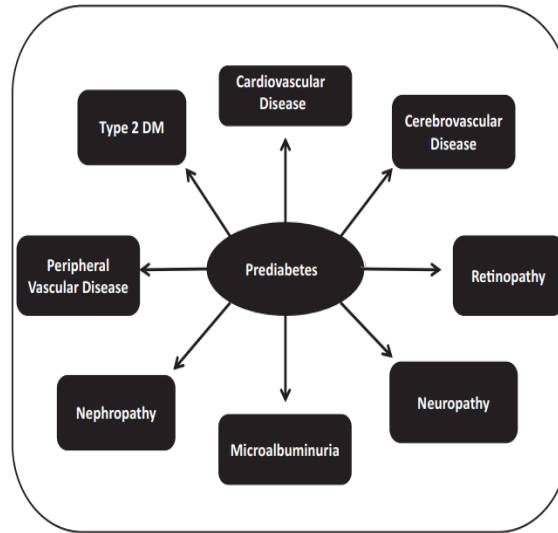 Cardiovascular
Disease
Type 2 DM
Cerebrovascular
Disease
Peripheral
Vascular Disease
Prediabetes
Retinopathy
Nephropathy
Neuropathy
Microalbuminuria